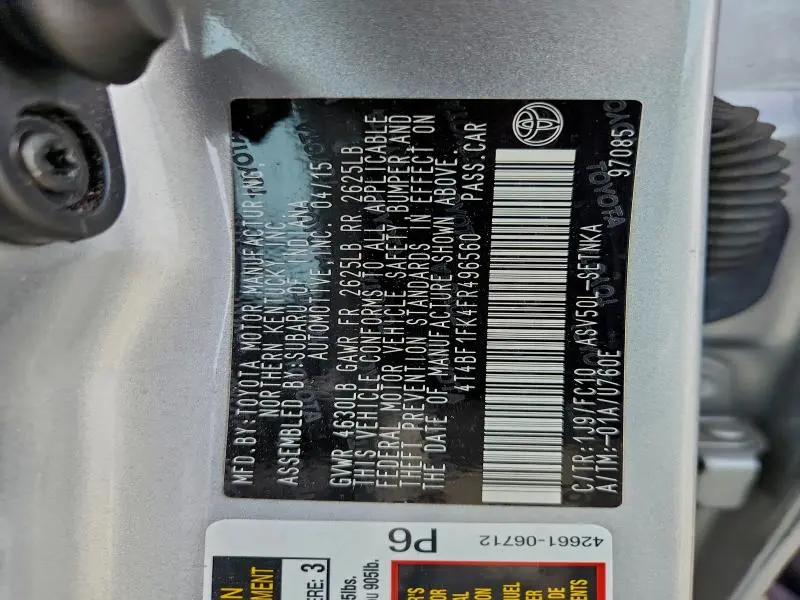 MFD. BY: TOYOTA MOTOR MANUFACTURING,
NORTHERN KENTUCKY, INC.
ASSEMBLED BY: SUBARU OF INDIANA
AUTOMOTIVE, INC. 04/15
GVWR 4630LB GAWR FR 2625LB RR 2625LB
THIS VEHICLE CONFORMS TO ALL APPLICABLE
FEDERAL MOTOR VEHICLE SAFETY, BUMPER, AND
THEFT PREVENTION STANDARDS IN EFFECT ON
THE DATE OF MANUFACTURE SHOWN ABOVE.
4T4BF1FK4FR496560 PASS.CAR
C/TR: 1J9/FC10 ASV50L-SETNKA
A/TM: -01A/U760E 97085
TOYOTA
P6
42661-06712